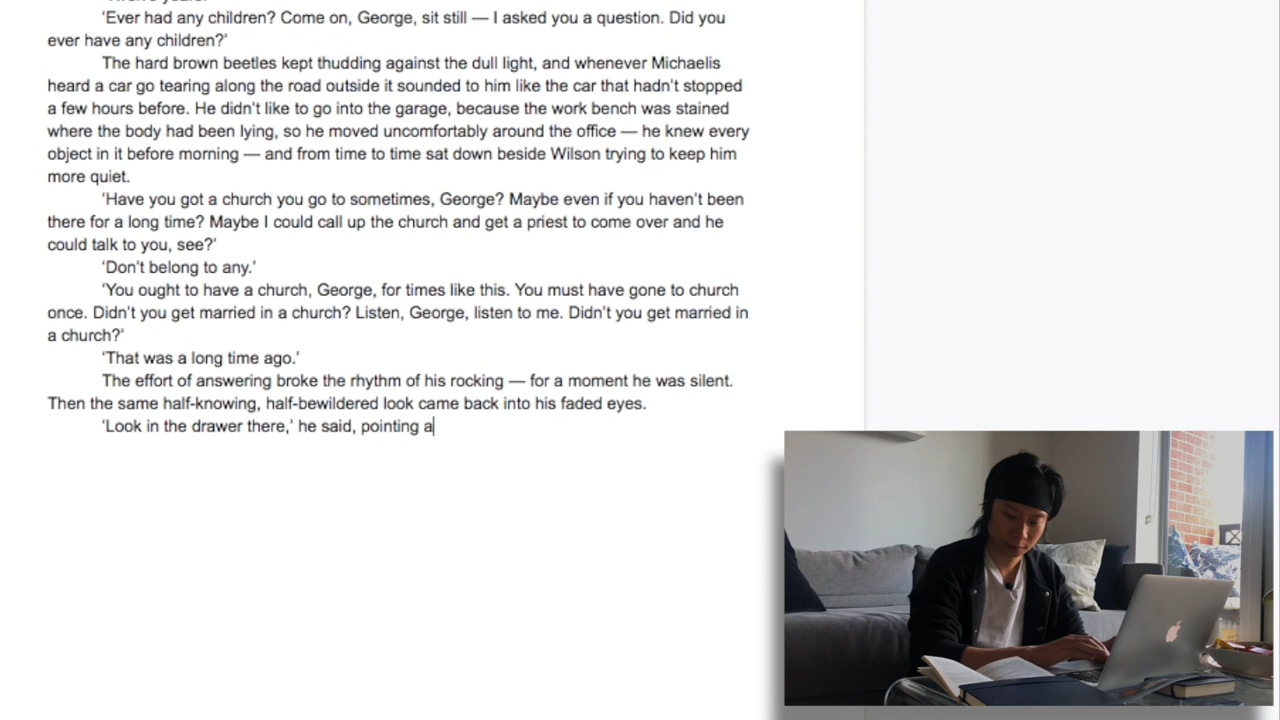 'Ever had any children? Come on, George, sit still — I asked you a question. Did you
ever have any children?'
The hard brown beetles kept thudding against the dull light, and whenever Michaelis
heard a car go tearing along the road outside it sounded to him like the car that hadn't stopped
a few hours before. He didn't like to go into the garage, because the work bench was stained
where the body had been lying, so he moved uncomfortably around the office — he knew every
object in it before morning — and from time to time sat down beside Wilson trying to keep him
more quiet.
'Have you got a church you go to sometimes, George? Maybe even if you haven't been
there for a long time? Maybe I could call up the church and get a priest to come over and he
could talk to you, see?'
'Don't belong to any.'
'You ought to have a church, George, for times like this. You must have gone to church
once. Didn't you get married in a church? Listen, George, listen to me. Didn't you get married in
a church?'
'That was a long time ago.'
The effort of answering broke the rhythm of his rocking — for a moment he was silent.
Then the same half-knowing, half-bewildered look came back into his faded eyes.
'Look in the drawer there,' he said, pointing a